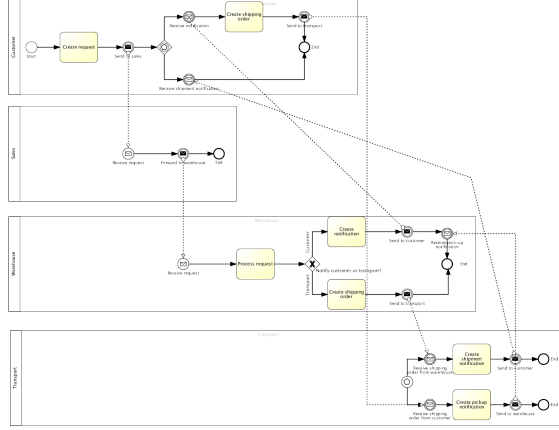 Customer
Receive notification
Create shipping
order
Send to transport
Create request
Start
Send to sales
End
Receive shipment notification
Sales
Receive request
Forward to warehouse
End
Warehouse
Warehouse
Customer
Create
notification
Send to customer
Receive pick-up
notification
Receive request
Process request
Notify customer or transport?
End
Transport
Create shipping
order
Send to transport
Transport
Transport
Receive shipping
order from warehouse
Create
shipment
notification
Send to customer
End
Receive shipping
order from customer
Create pickup
notification
Send to warehouse
End